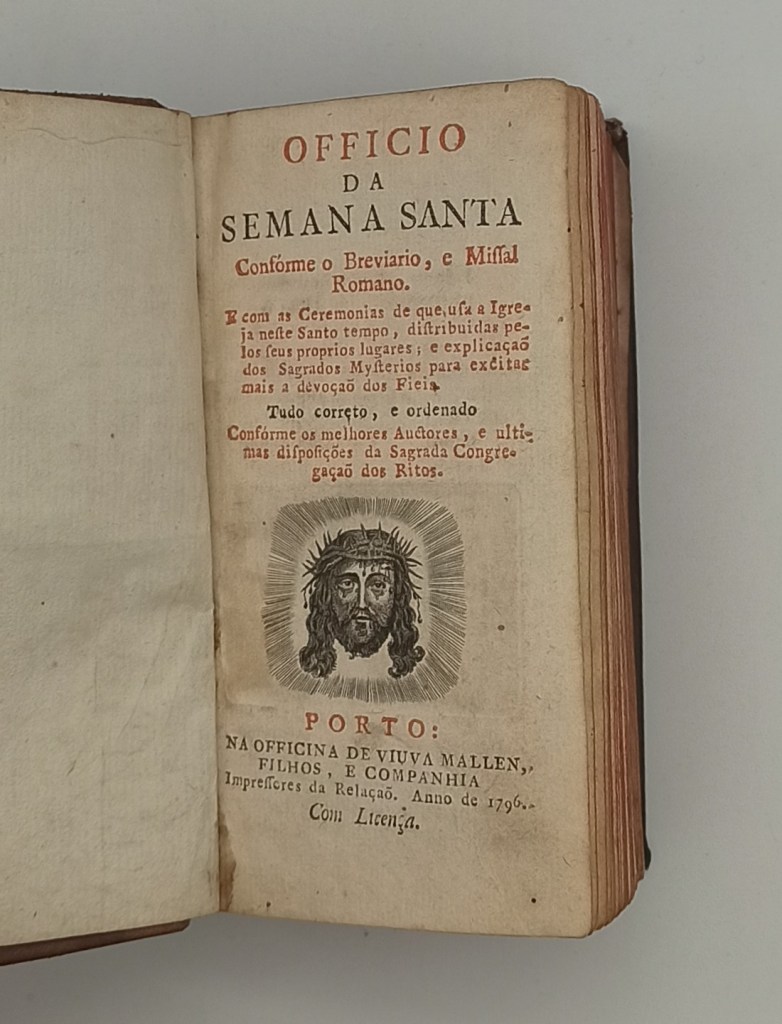 OFFICIO
DA
SEMANA SANTA
Confórme o Breviario, e Miſſal
Romano.
E com as Ceremonias de que uſa a Igre-
ja neſte Santo tempo, diſtribuidas pe-
los ſeus proprios lugares; e explicaçaõ
dos Sagrados Myſterios para excitar
mais a devoçaõ dos Fieis.
Tudo correto, e ordenado
Confórme os melhores Auctores, e ulti-
mas diſpoſições da Sagrada Congre-
gaçaõ dos Ritos.
PORTO:
NA OFFICINA DE VIUVA MALLEN,
FILHOS, E COMPANHIA
Impreſſores da Relaçaõ. Anno de 1796.
Com Licença.